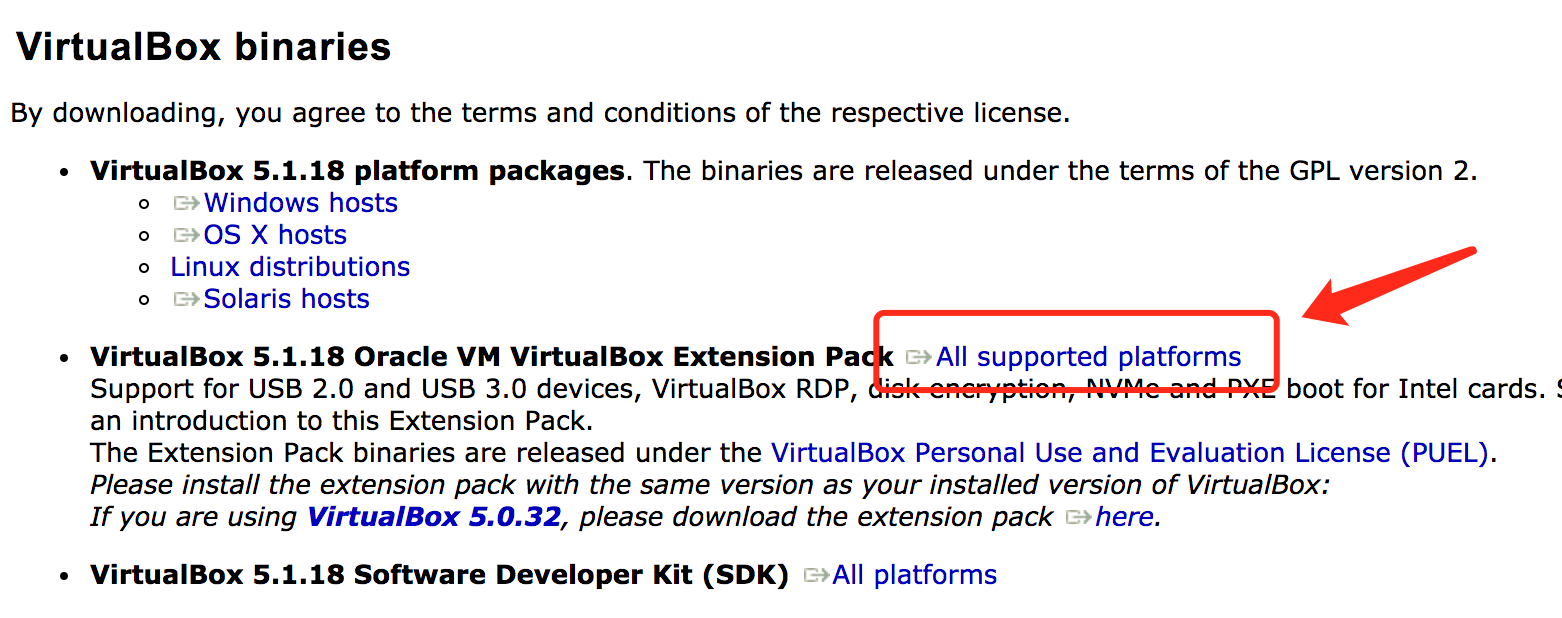 VirtualBox binaries
By downloading, you agree to the terms and conditions of the respective license.
VirtualBox 5.1.18 platform packages. The binaries are released under the terms of the GPL version 2.
Windows hosts
OS X hosts
Linux distributions
Solaris hosts
VirtualBox 5.1.18 Oracle VM VirtualBox Extension Pack All supported platforms
Support for USB 2.0 and USB 3.0 devices, VirtualBox RDP, disk encryption, NVMe and PXE boot for Intel cards.
an introduction to this Extension Pack.
The Extension Pack binaries are released under the VirtualBox Personal Use and Evaluation License (PUEL).
Please install the extension pack with the same version as your installed version of VirtualBox:
If you are using VirtualBox 5.0.32, please download the extension pack here.
VirtualBox 5.1.18 Software Developer Kit (SDK) All platforms